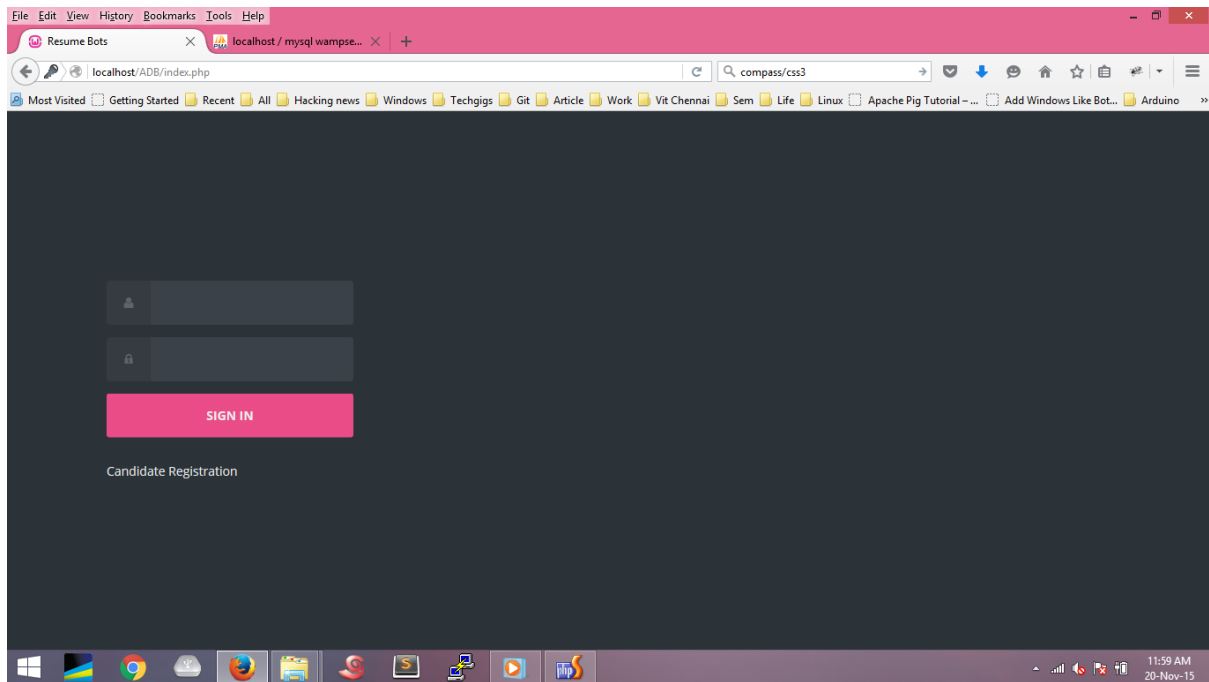 File Edit View History Bookmarks Tools Help
Resume Bots localhost / mysql wampse...
localhost/ADB/index.php compass/css3
Most Visited Getting Started Recent All Hacking news Windows Techgigs Git Article Work Vit Chennai Sem Life Linux Apache Pig Tutorial – ... Add Windows Like Bot... Arduino »
SIGN IN
Candidate Registration
11:59 AM
20-Nov-15